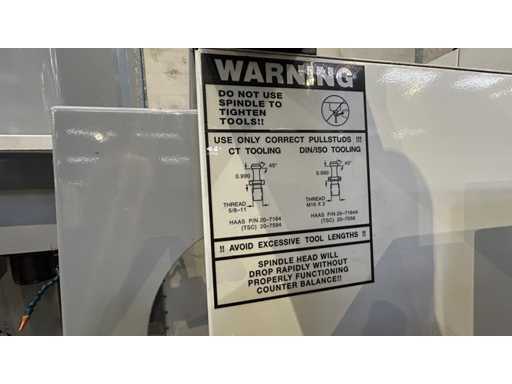 WARNING
DO NOT USE
SPINDLE TO
TIGHTEN
TOOLS!!
USE ONLY CORRECT PULLSTUDS !!!
CT TOOLING DIN/ISO TOOLING
45° 45°
0.990 0.990
THREAD THREAD
5/8-11 M16 X 2
HAAS P/N 20-7164 HAAS P/N 20-7164A
(TSC) 20-7594 (TSC) 20-7556
!! AVOID EXCESSIVE TOOL LENGTHS !!
SPINDLE HEAD WILL
DROP RAPIDLY WITHOUT
PROPERLY FUNCTIONING
COUNTER BALANCE!!